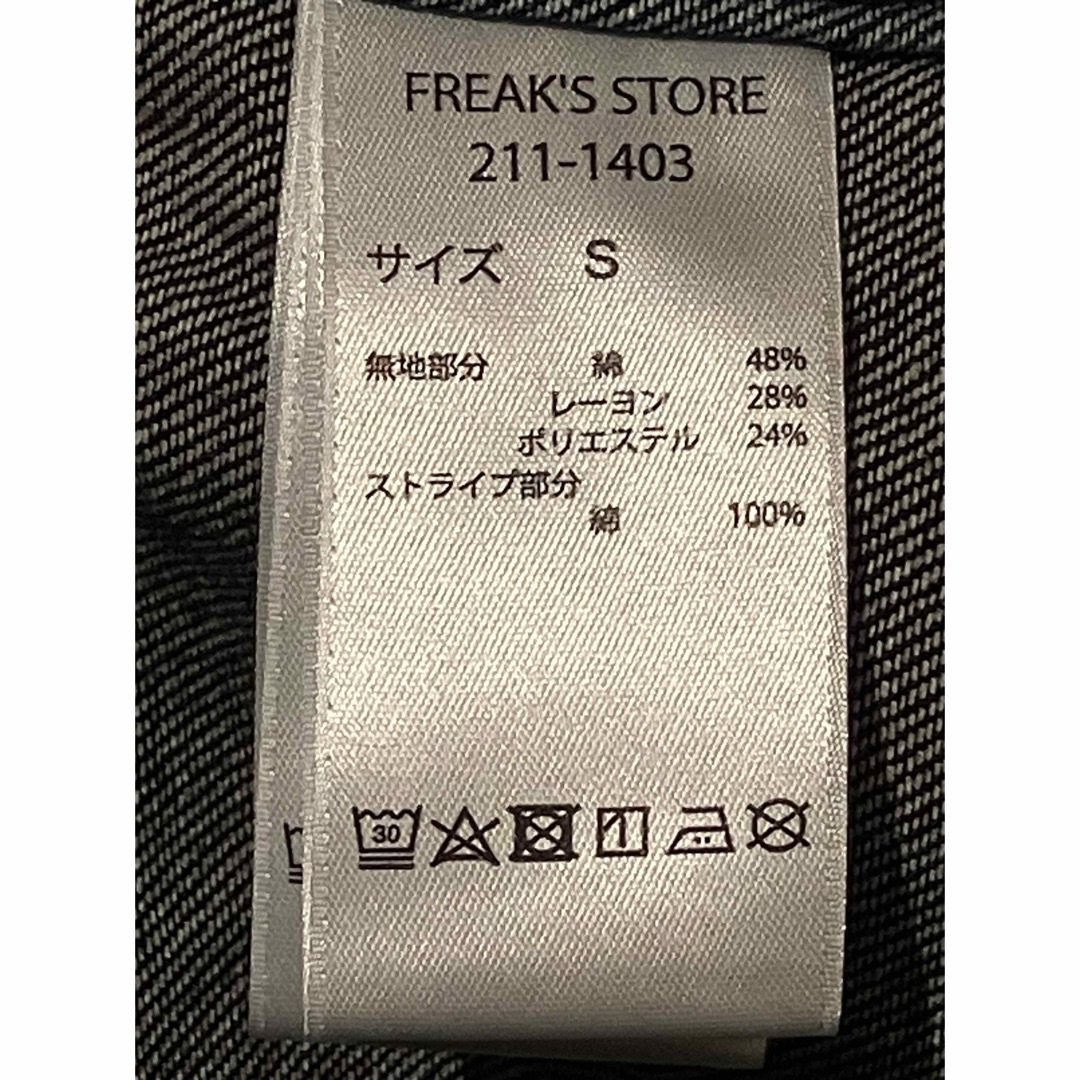 FREAK'S STORE
211-1403
サイズ S
無地部分 綿 48%
レーヨン 28%
ポリエステル 24%
ストライプ部分
綿 100%
30